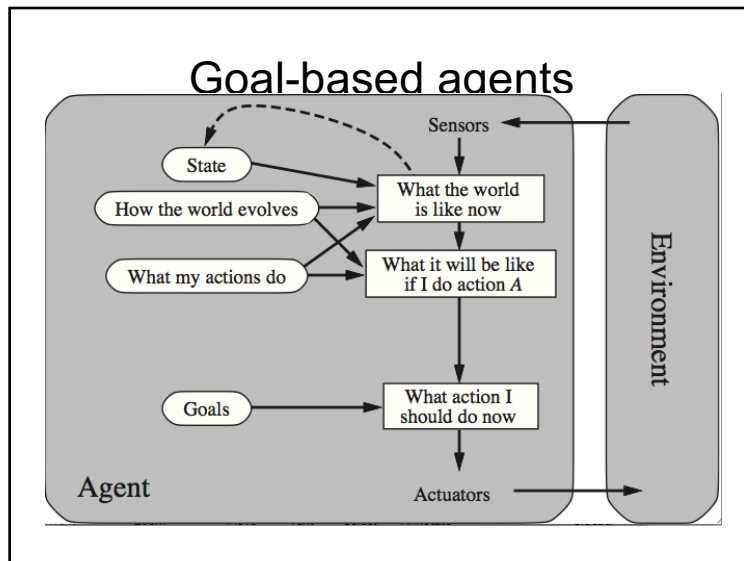 Goal-based agents
Sensors
State
What the world
is like now
How the world evolves
What it will be like
if I do action A
What my actions do
What action I
should do now
Goals
Agent
Actuators
Environment